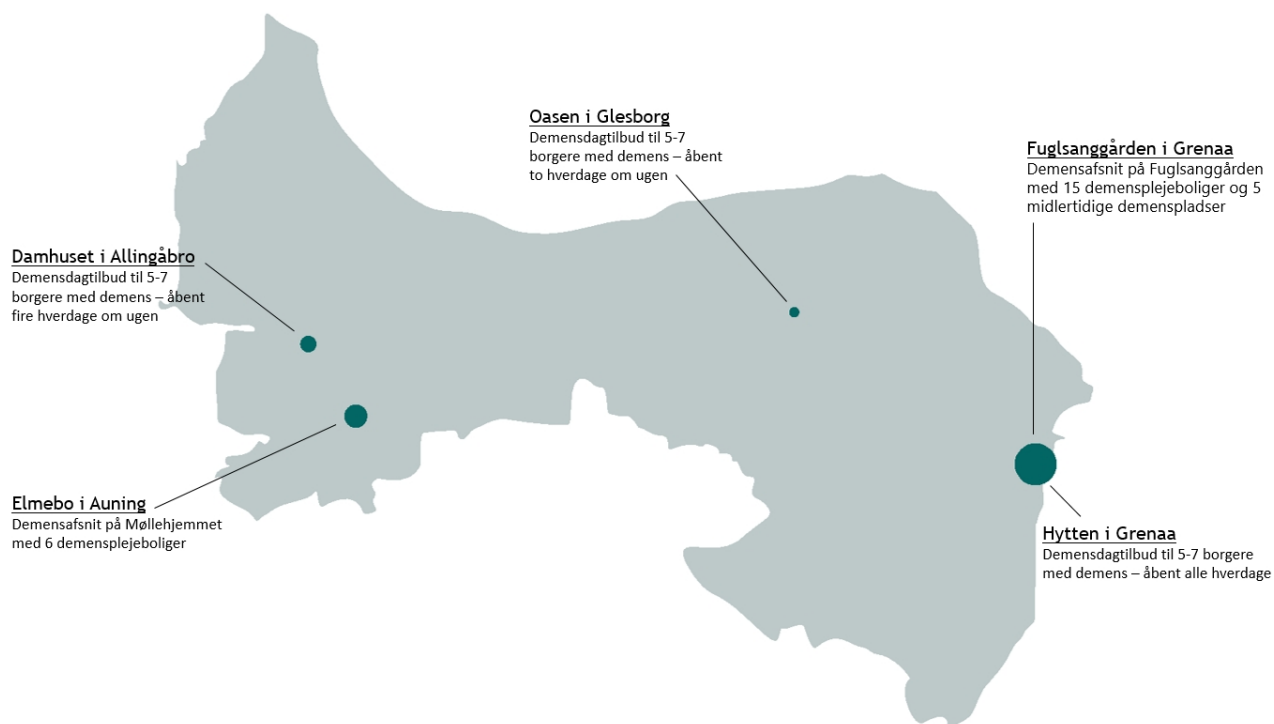 Oasen i Glesborg
Demensdagtilbud til 5-7
borgere med demens – åbent
to hverdage om ugen
Fuglsanggården i Grenaa
Demensafsnit på Fuglsanggården
med 15 demensplejeboliger og 5
midlertidige demenspladser
Damhuset i Allingåbro
Demensdagtilbud til 5-7
borgere med demens – åbent
fire hverdage om ugen
Elmebo i Auning
Demensafsnit på Møllehjemmet
med 6 demensplejeboliger
Hytten i Grenaa
Demensdagtilbud til 5-7 borgere
med demens – åbent alle hverdage